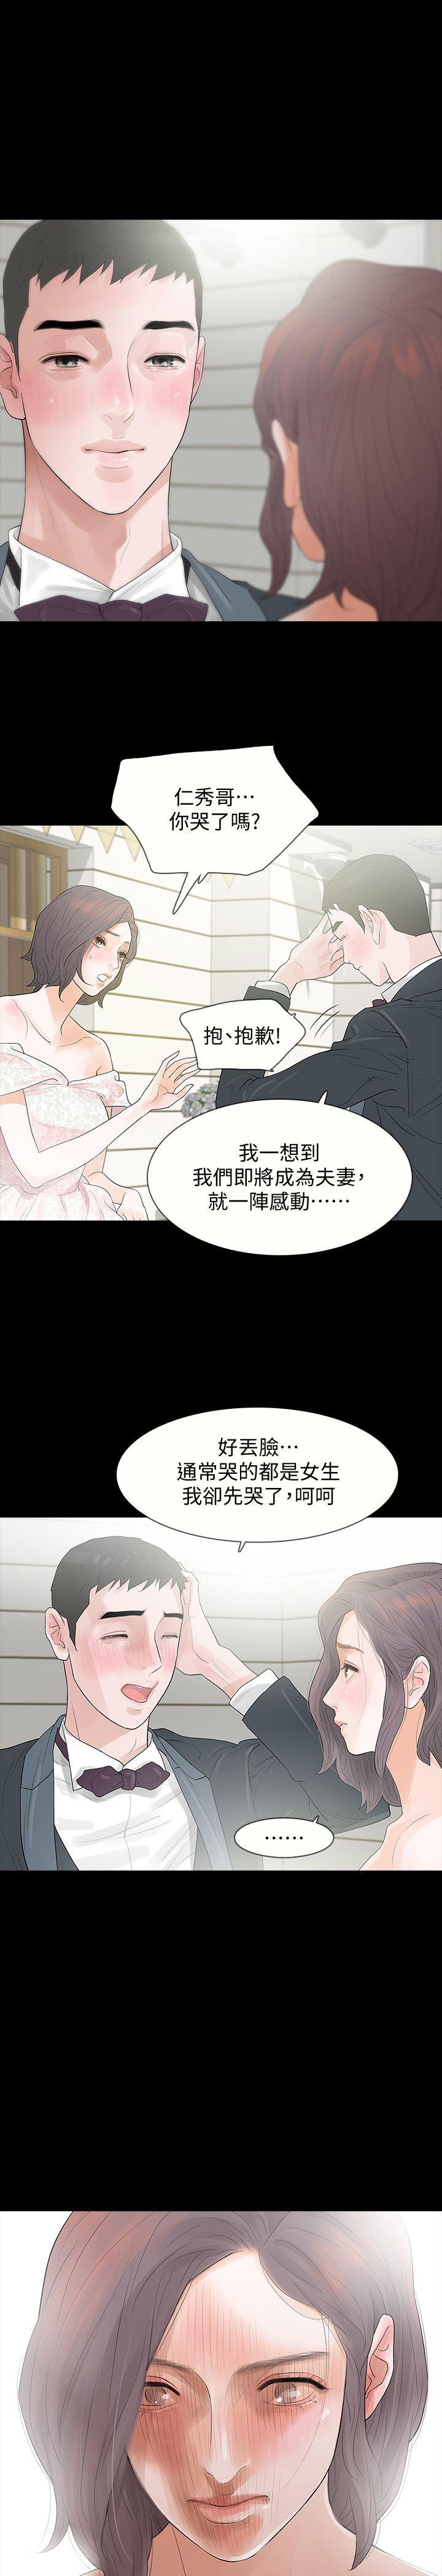 仁秀哥⋯
你哭了嗎?
抱、抱歉!
我一想到
我們即將成為夫妻,
就一陣感動⋯⋯
好丟臉⋯
通常哭的都是女生
我卻先哭了,呵呵
⋯⋯